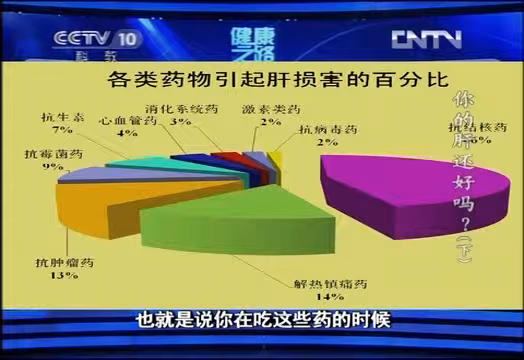 CCTV 10
科教
健康之路
CNTV
各类药物引起肝损害的百分比
抗生素
7%
心血管药
4%
消化系统药
3%
激素类药
2%
抗病毒药
2%
抗结核药
抗霉菌药
9%
抗肿瘤药
13%
解热镇痛药
14%
你的肝还好吗?(下)
也就是说你在吃这些药的时候